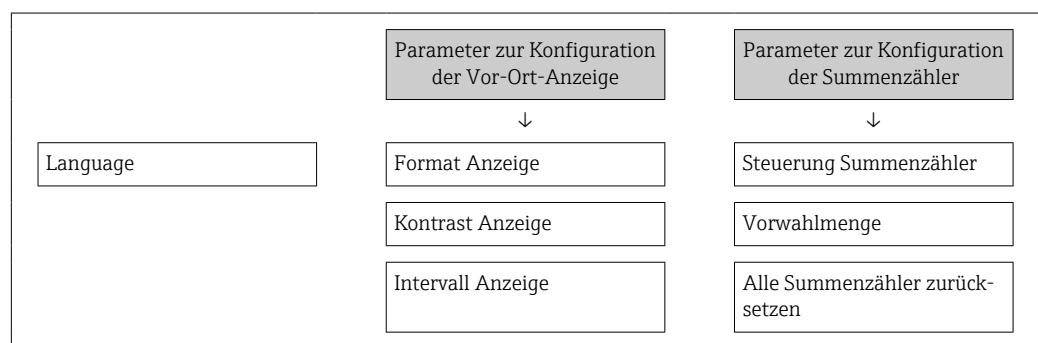 Parameter zur Konfiguration
der Vor-Ort-Anzeige
Parameter zur Konfiguration
der Summenzähler
↓
↓
Language
Format Anzeige
Steuerung Summenzähler
Kontrast Anzeige
Vorwahlmenge
Intervall Anzeige
Alle Summenzähler zurück-
setzen